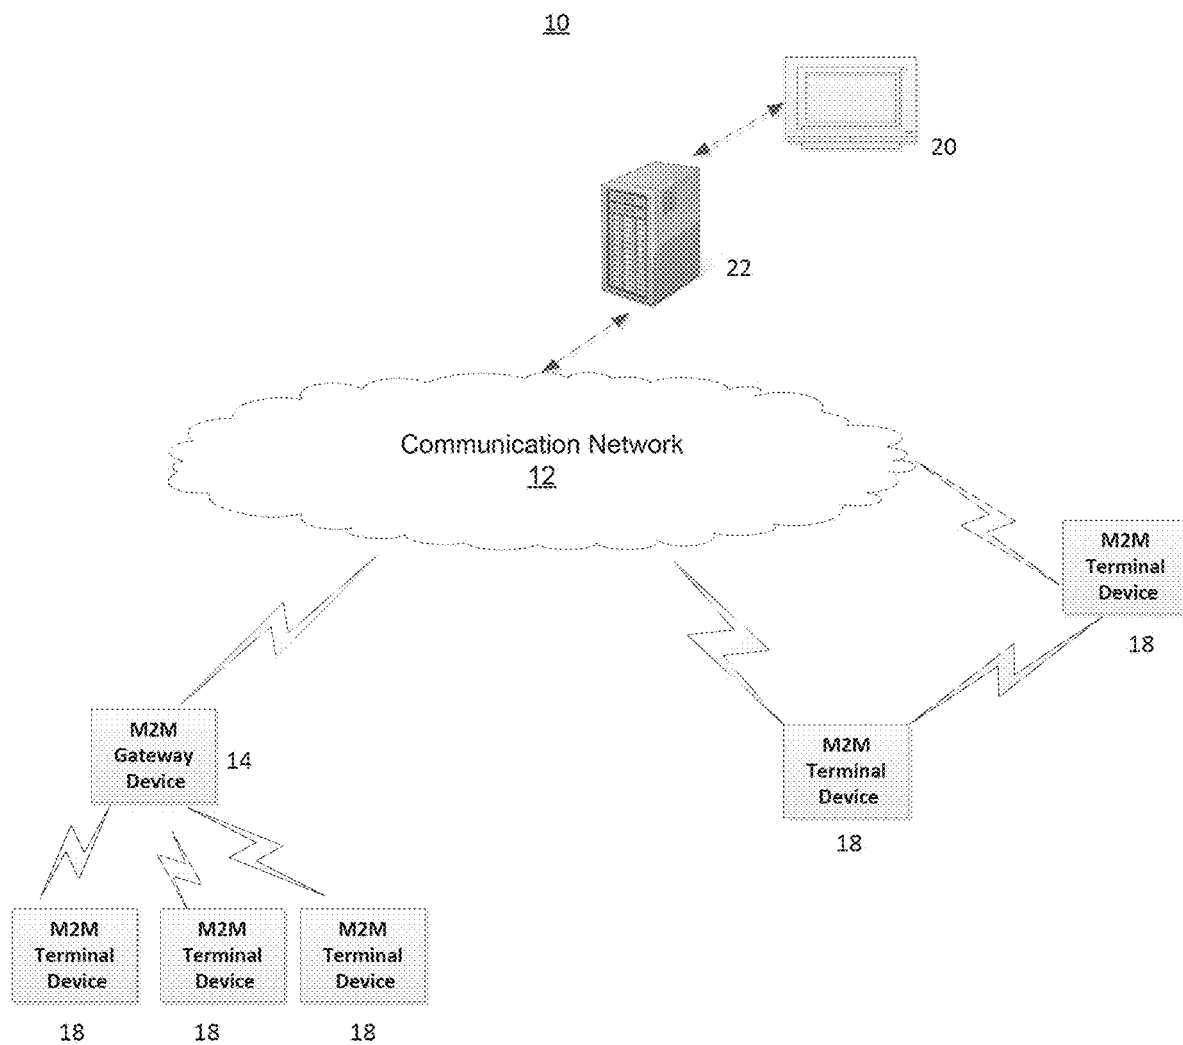 10
20
22
Communication Network
12
M2M
Terminal
Device
18
M2M
Gateway
Device
14
M2M
Terminal
Device
18
M2M
Terminal
Device
18
M2M
Terminal
Device
18
M2M
Terminal
Device
18